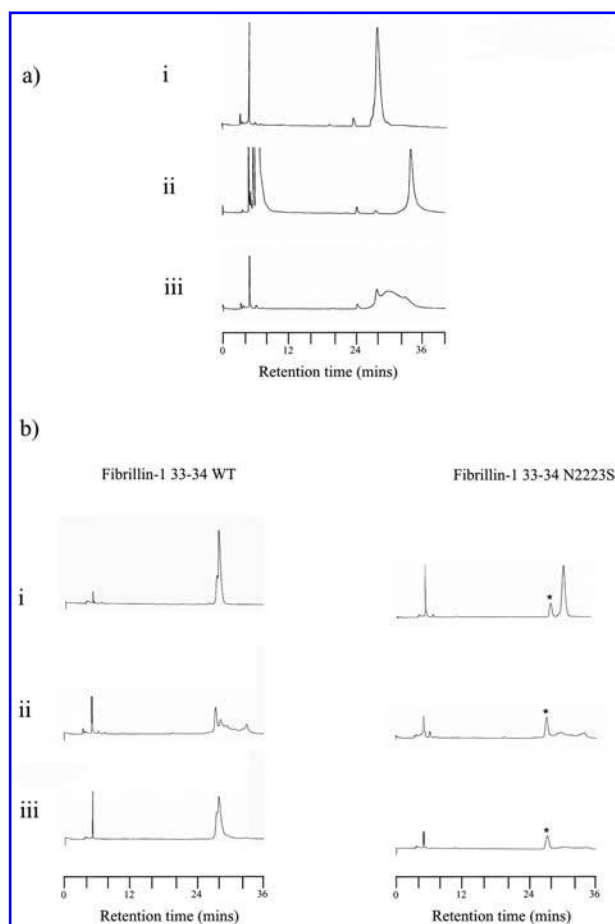 a)
i
ii
iii
0 12 24 36
Retention time (mins)
b)
Fibrillin-1 33-34 WT
Fibrillin-1 33-34 N2223S
i
*
ii
*
iii
*
0 12 24 36
0 12 24 36
Retention time (mins)
Retention time (mins)